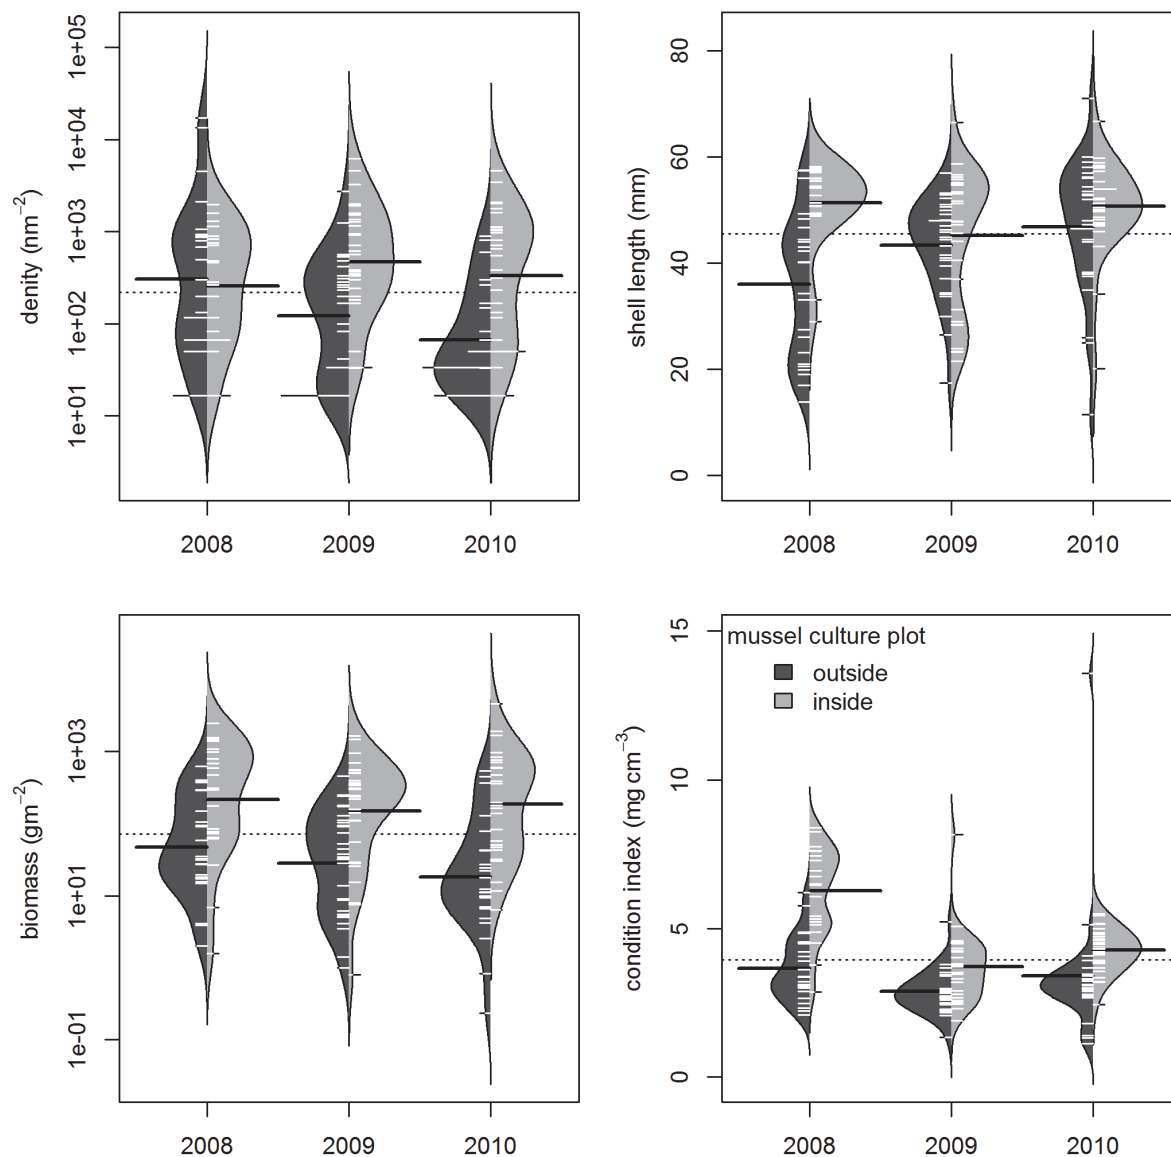 denity (nm⁻²)
1e+05
1e+04
1e+03
1e+02
1e+01
2008 2009 2010
shell length (mm)
80
60
40
20
0
2008 2009 2010
biomass (gm⁻²)
1e+03
1e+01
1e-01
2008 2009 2010
condition index (mg cm⁻³)
15
10
5
0
mussel culture plot
outside
inside
2008 2009 2010